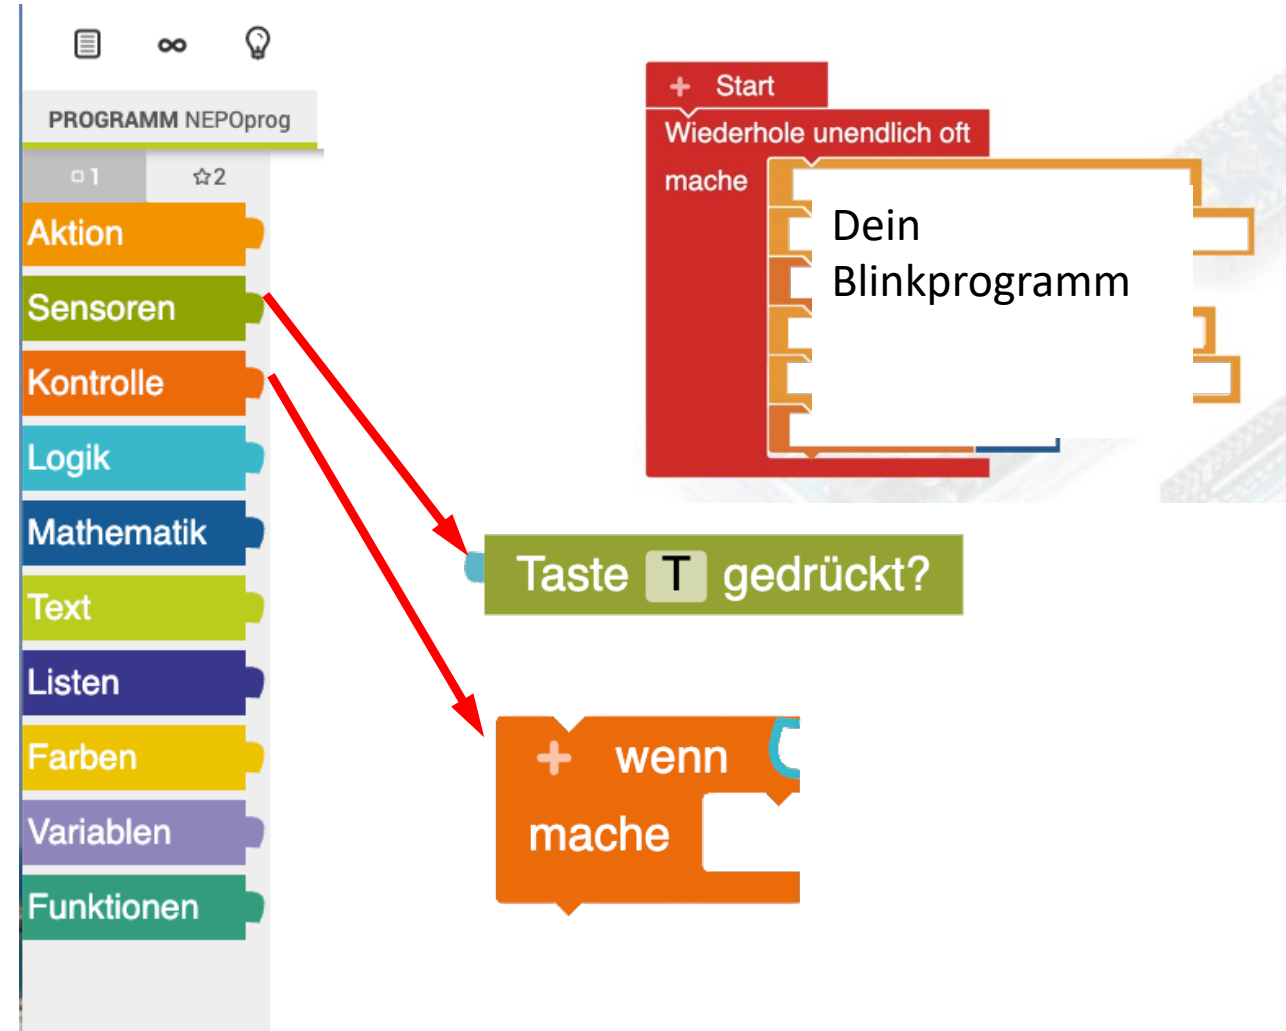 PROGRAMM NEPOprog
1
2
Aktion
Sensoren
Kontrolle
Logik
Mathematik
Text
Listen
Farben
Variablen
Funktionen
+ Start
Wiederhole unendlich oft
mache
Dein
Blinkprogramm
Taste T gedrückt?
+ wenn
mache